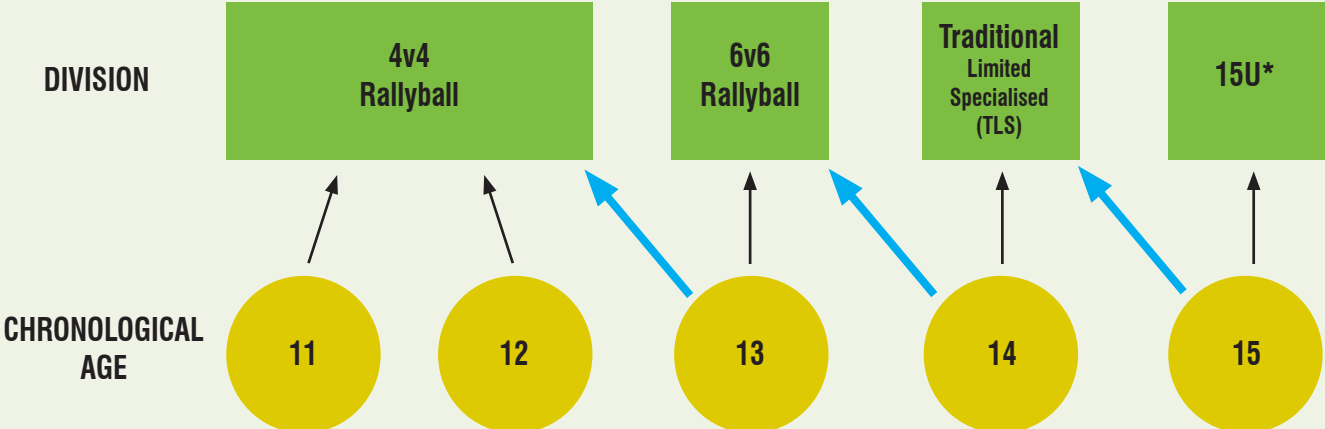 DIVISION
4v4
Rallyball
6v6
Rallyball
Traditional
Limited
Specialised
(TLS)
15U*
CHRONOLOGICAL
AGE
11
12
13
14
15